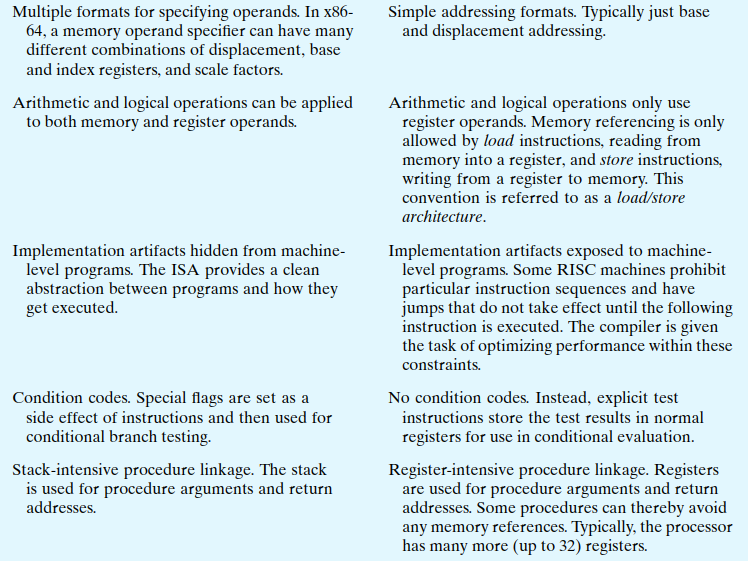 Multiple formats for specifying operands. In x86-
64, a memory operand specifier can have many
different combinations of displacement, base
and index registers, and scale factors.
Simple addressing formats. Typically just base
and displacement addressing.
Arithmetic and logical operations can be applied
to both memory and register operands.
Arithmetic and logical operations only use
register operands. Memory referencing is only
allowed by load instructions, reading from
memory into a register, and store instructions,
writing from a register to memory. This
convention is referred to as a load/store
architecture.
Implementation artifacts hidden from machine-
level programs. The ISA provides a clean
abstraction between programs and how they
get executed.
Implementation artifacts exposed to machine-
level programs. Some RISC machines prohibit
particular instruction sequences and have
jumps that do not take effect until the following
instruction is executed. The compiler is given
the task of optimizing performance within these
constraints.
Condition codes. Special flags are set as a
side effect of instructions and then used for
conditional branch testing.
No condition codes. Instead, explicit test
instructions store the test results in normal
registers for use in conditional evaluation.
Stack-intensive procedure linkage. The stack
is used for procedure arguments and return
addresses.
Register-intensive procedure linkage. Registers
are used for procedure arguments and return
addresses. Some procedures can thereby avoid
any memory references. Typically, the processor
has many more (up to 32) registers.